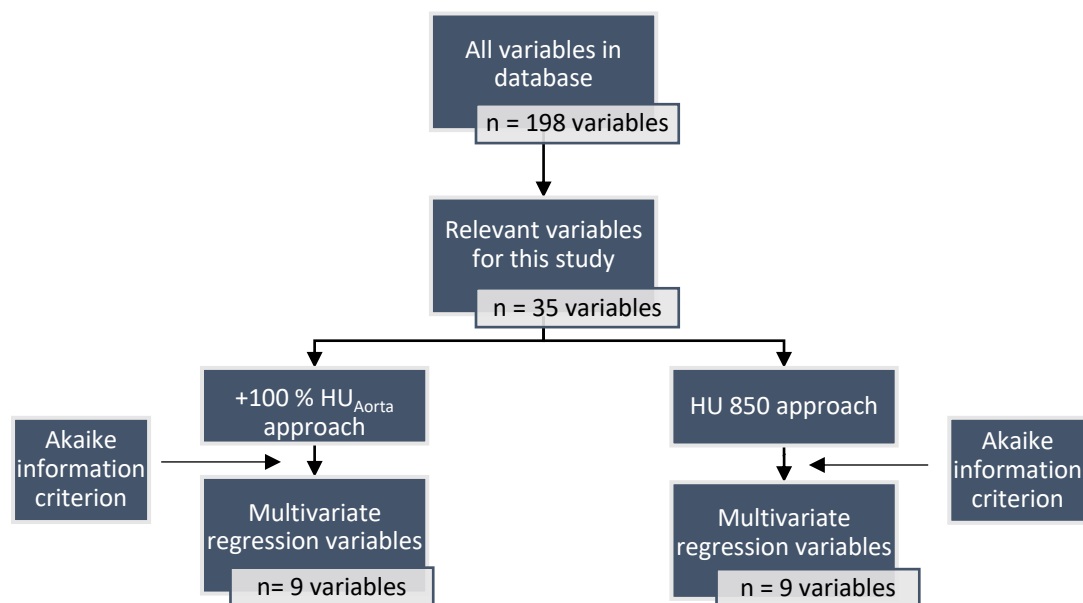 All variables in
database
n = 198 variables
Relevant variables
for this study
n = 35 variables
+100 % HUAorta
approach
HU 850 approach
Akaike
information
criterion
Akaike
information
criterion
Multivariate
regression variables
n= 9 variables
Multivariate
regression variables
n = 9 variables